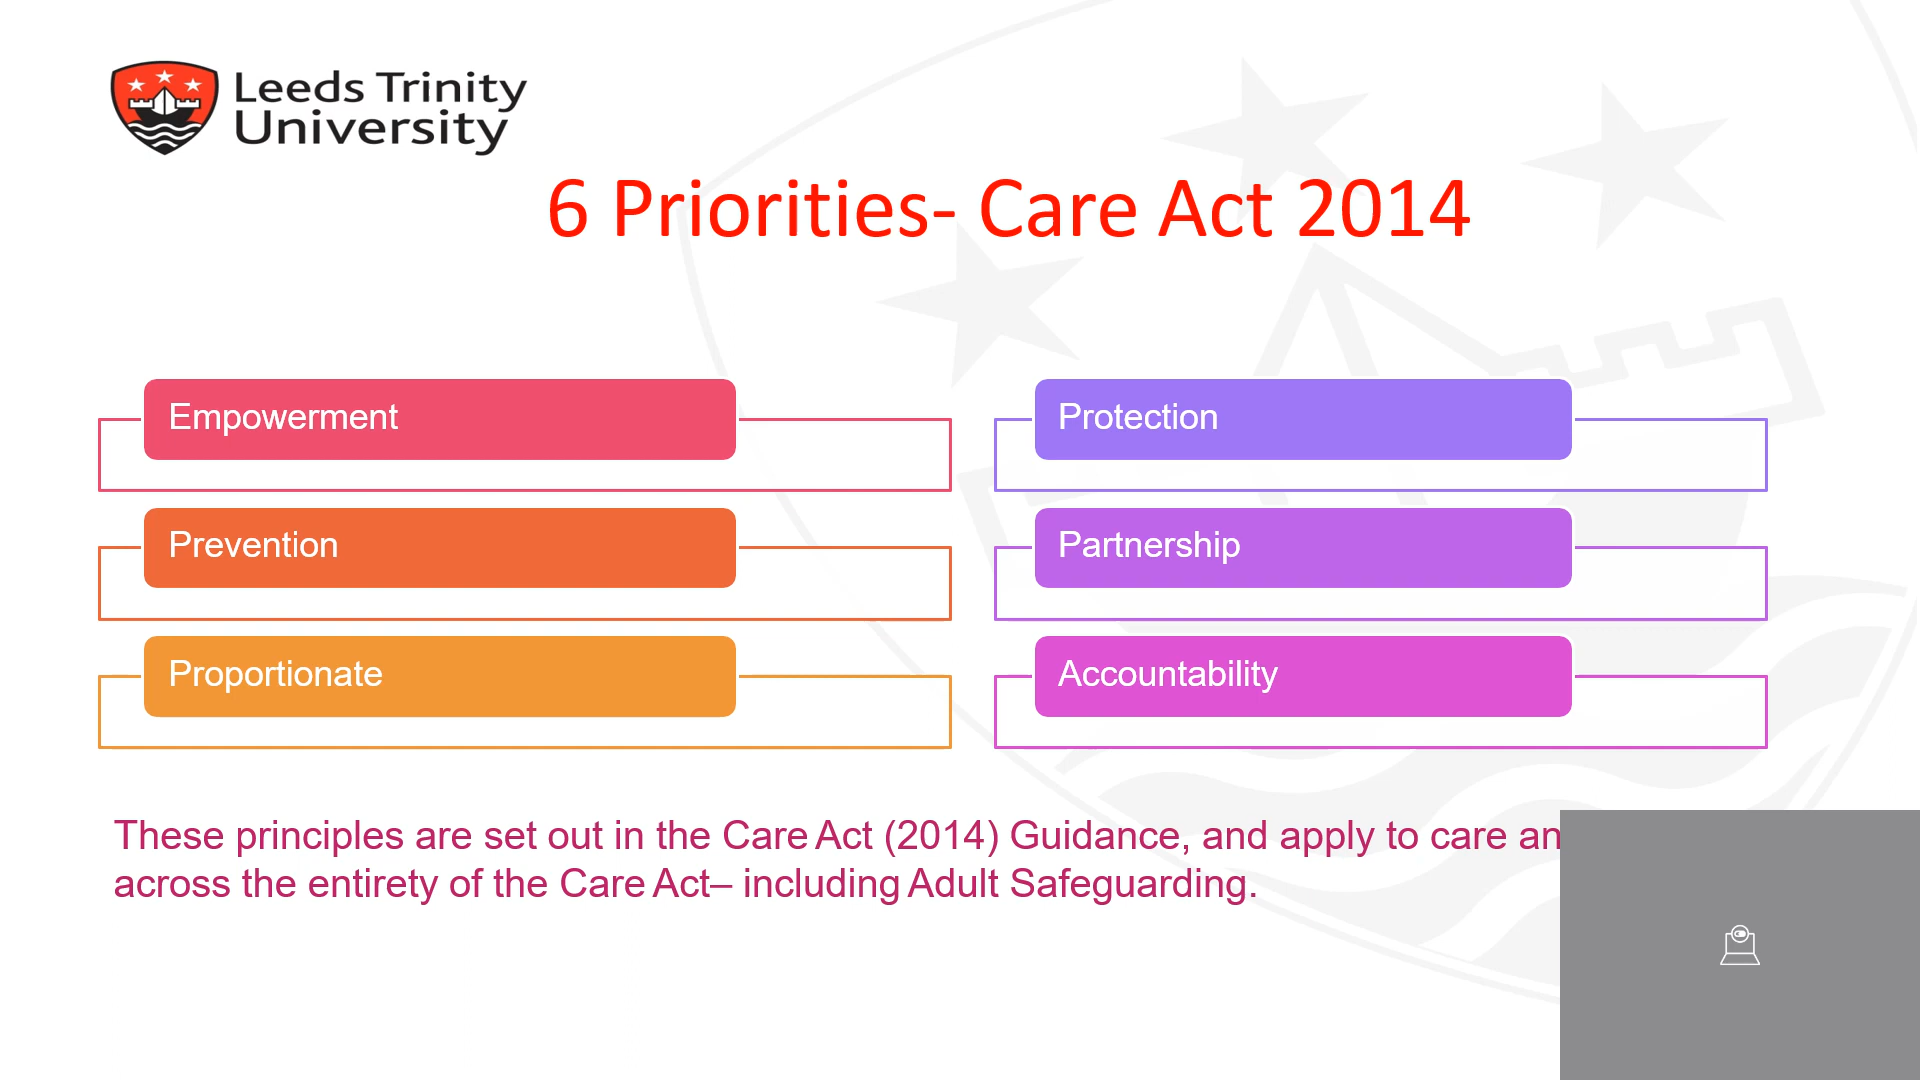 Leeds Trinity
University
6 Priorities- Care Act 2014
Empowerment
Protection
Prevention
Partnership
Proportionate
Accountability
These principles are set out in the Care Act (2014) Guidance, and apply to care
across the entirety of the Care Act– including Adult Safeguarding.